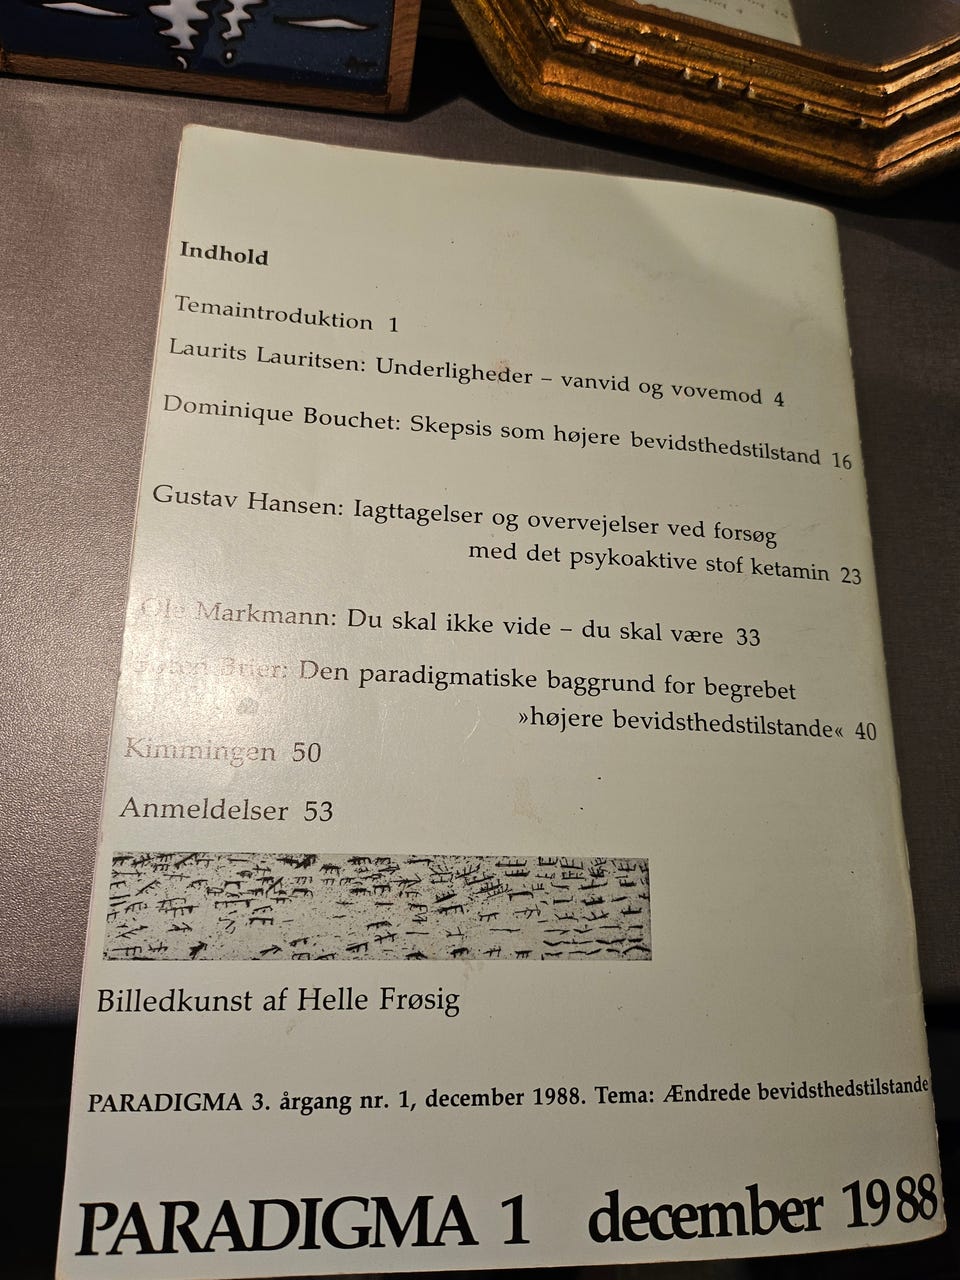 Indhold
Temaintroduktion 1
Laurits Lauritsen: Underligheder – vanvid og vovemod 4
Dominique Bouchet: Skepsis som højere bevidsthedstilstand 16
Gustav Hansen: Iagttagelser og overvejelser ved forsøg
med det psykoaktive stof ketamin 23
Ole Markmann: Du skal ikke vide – du skal være 33
Brier: Den paradigmatiske baggrund for begrebet
»højere bevidsthedstilstande« 40
Kimmingen 50
Anmeldelser 53
Billedkunst af Helle Frøsig
PARADIGMA 3. årgang nr. 1, december 1988. Tema: Ændrede bevidsthedstilstande
PARADIGMA 1 december 1988